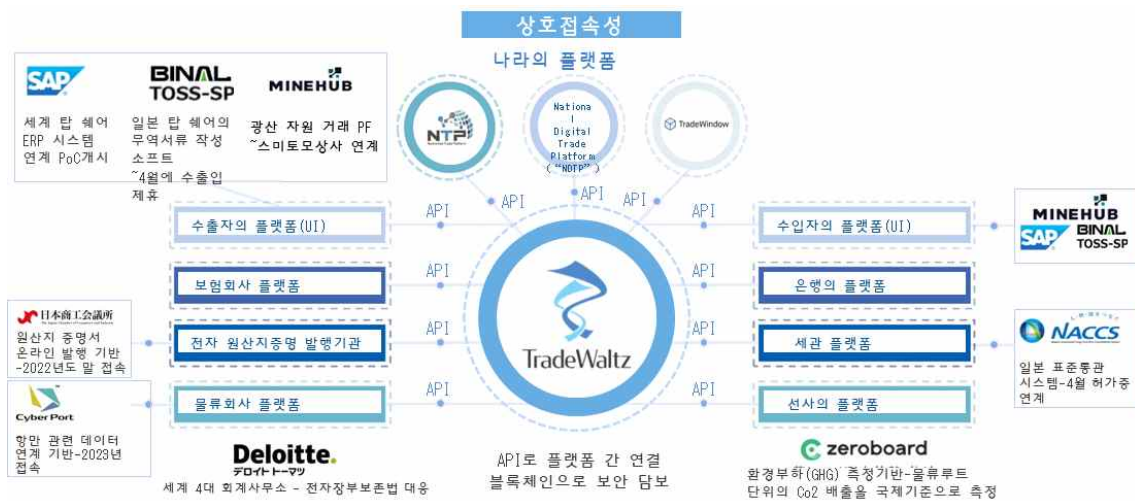 상호접속성
나라의 플랫폼
SAP
BINAL
TOSS-SP
MINEHUB
세계 탑 쉐어
ERP 시스템
연계 PoC개시
일본 탑 쉐어의
무역서류 작성
소프트
~4월에 수출입
제휴
광산 자원 거래 PF
~스미토모상사 연계
NTP
Nationa
l
Digital
Trade
Platform
("NDTP")
TradeWindow
API
API
API
API
수출자의 플랫폼(UI)
API
보험회사 플랫폼
API
전자 원산지증명 발행기관
API
물류회사 플랫폼
API
TradeWaltz
수입자의 플랫폼(UI)
API
은행의 플랫폼
API
세관 플랫폼
API
선사의 플랫폼
MINEHUB
SAP
BINAL
TOSS-SP
日本商工会議所
원산지 증명서
온라인 발행 기반
-2022년도 말 접속
Cyber Port
항만 관련 데이터
연계 기반-2023년
접속
NACCS
일본 표준통관
시스템-4월 허가증
연계
Deloitte.
デロイト トーマツ
세계 4대 회계사무소 - 전자장부보존법 대응
API로 플랫폼 간 연결
블록체인으로 보안 담보
zeroboard
환경부하(GHG) 측정기반-물류루트
단위의 Co2 배출을 국제기준으로 측정